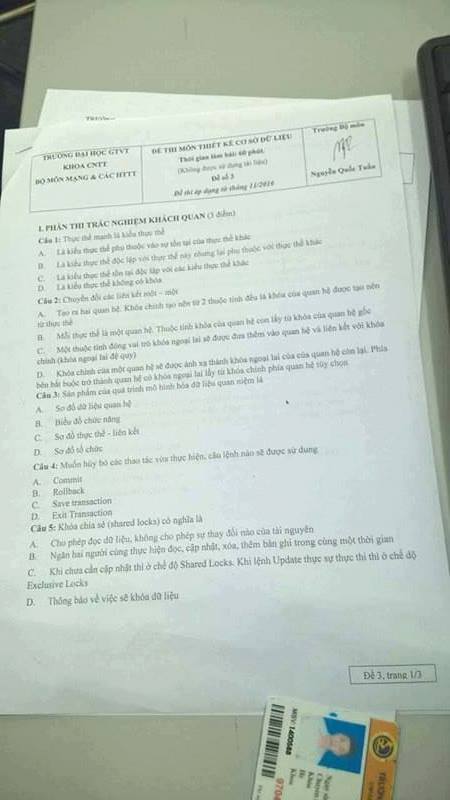 TRƯỜNG ĐẠI HỌC GTVT
KHOA CNTT
BỘ MÔN MẠNG & CÁC HTTT
ĐỀ THI MÔN THIẾT KẾ CƠ SỞ DỮ LIỆU
Thời gian làm bài: 60 phút.
(Không được sử dụng tài liệu)
Đề số 3
Đề thi áp dụng từ tháng 11/2016
Trưởng Bộ môn
Nguyễn Quốc Tuấn
I. PHẦN THI TRẮC NGHIỆM KHÁCH QUAN (3 điểm)
Câu 1: Thực thể mạnh là kiểu thực thể
A. Là kiểu thực thể phụ thuộc vào sự tồn tại của thực thể khác
B. Là kiểu thực thể độc lập với thực thể này nhưng lại phụ thuộc với thực thể khác
C. Là kiểu thực thể tồn tại độc lập với các kiểu thực thể khác
D. Là kiểu thực thể không có khóa
Câu 2: Chuyển đổi các liên kết một – một
A. Tạo ra hai quan hệ. Khóa chính tạo nên từ 2 thuộc tính đều là khóa của quan hệ được tạo nên
từ thực thể
B. Mỗi thực thể là một quan hệ. Thuộc tính khóa của quan hệ con lấy từ khóa của quan hệ gốc
C. Một thuộc tính đóng vai trò khóa ngoại lai sẽ được đưa thêm vào quan hệ và liên kết với khóa
chính (khóa ngoại lai đệ quy)
D. Khóa chính của một quan hệ sẽ được ánh xạ thành khóa ngoại lai của của quan hệ còn lại. Phía
bên bắt buộc trở thành quan hệ có khóa ngoại lai lấy từ khóa chính phía quan hệ tùy chọn
Câu 3: Sản phẩm của quá trình mô hình hóa dữ liệu quan niệm là
A. Sơ đồ dữ liệu quan hệ
B. Biểu đồ chức năng
C. Sơ đồ thực thể - liên kết
D. Sơ đồ tổ chức
Câu 4: Muốn hủy bỏ các thao tác vừa thực hiện, câu lệnh nào sẽ được sử dụng
A. Commit
B. Rollback
C. Save transaction
D. Exit Transaction
Câu 5: Khóa chia sẻ (shared locks) có nghĩa là
A. Cho phép đọc dữ liệu, không cho phép sự thay đổi nào của tài nguyên
B. Ngăn hai người cùng thực hiện đọc, cập nhật, xóa, thêm bản ghi trong cùng một thời gian
C. Khi chưa cần cập nhật thì ở chế độ Shared Locks. Khi lệnh Update thực sự thực thi thì ở chế độ
Exclusive Locks
D. Thông báo về việc sẽ khóa dữ liệu
Đề 3, trang 1/3